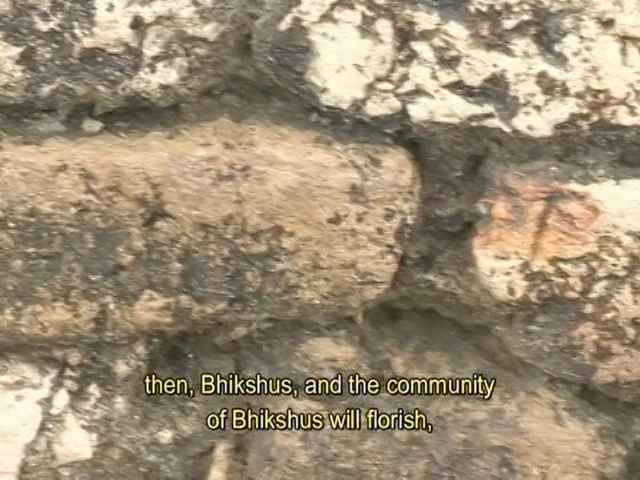 then, Bhikshus, and the community
of Bhikshus will florish,